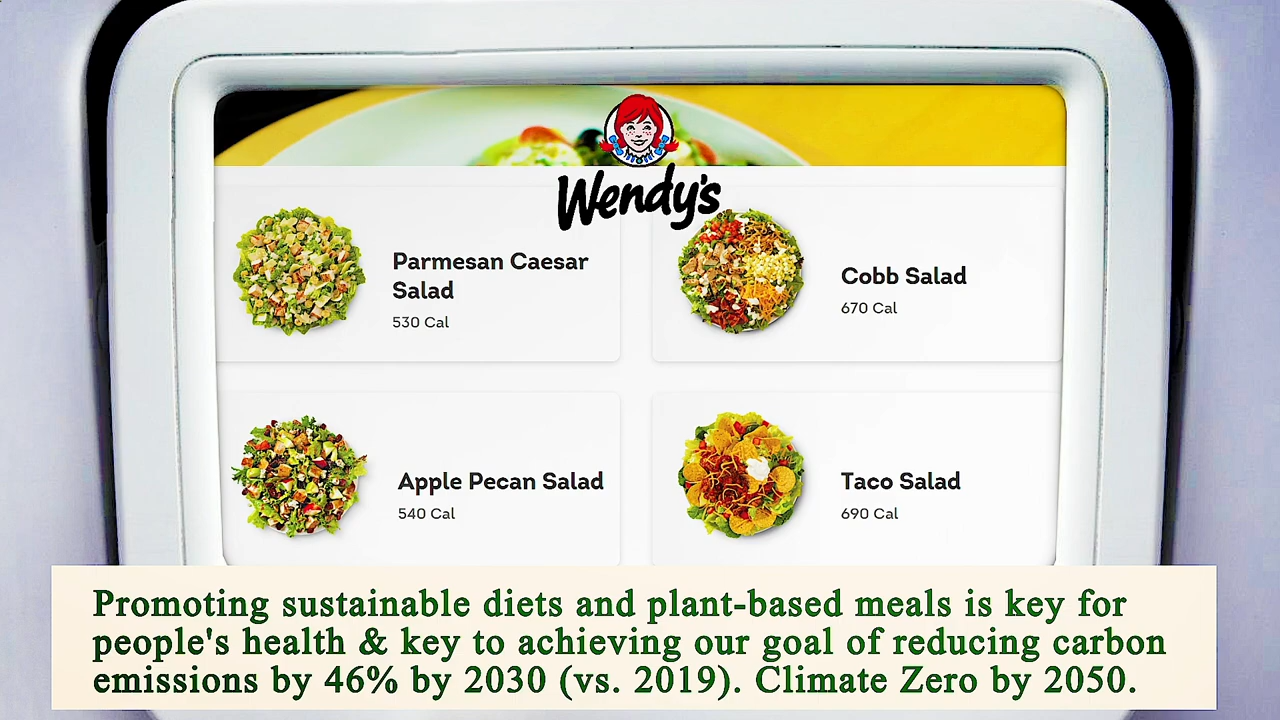 Wendy's
Parmesan Caesar
Salad
530 Cal
Cobb Salad
670 Cal
Apple Pecan Salad
540 Cal
Taco Salad
690 Cal
Promoting sustainable diets and plant-based meals is key for
people's health & key to achieving our goal of reducing carbon
emissions by 46% by 2030 (vs. 2019). Climate Zero by 2050.